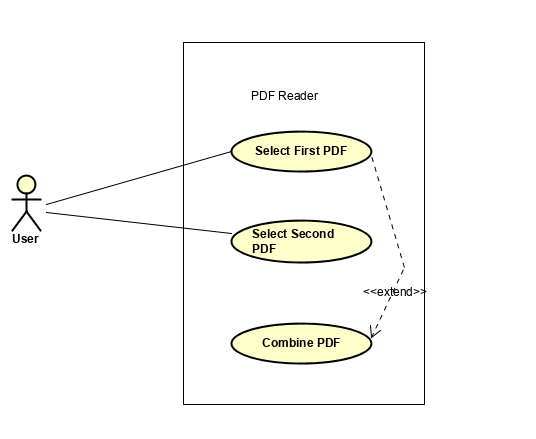 PDF Reader
Select First PDF
User
Select Second
PDF
<<extend>>
Combine PDF